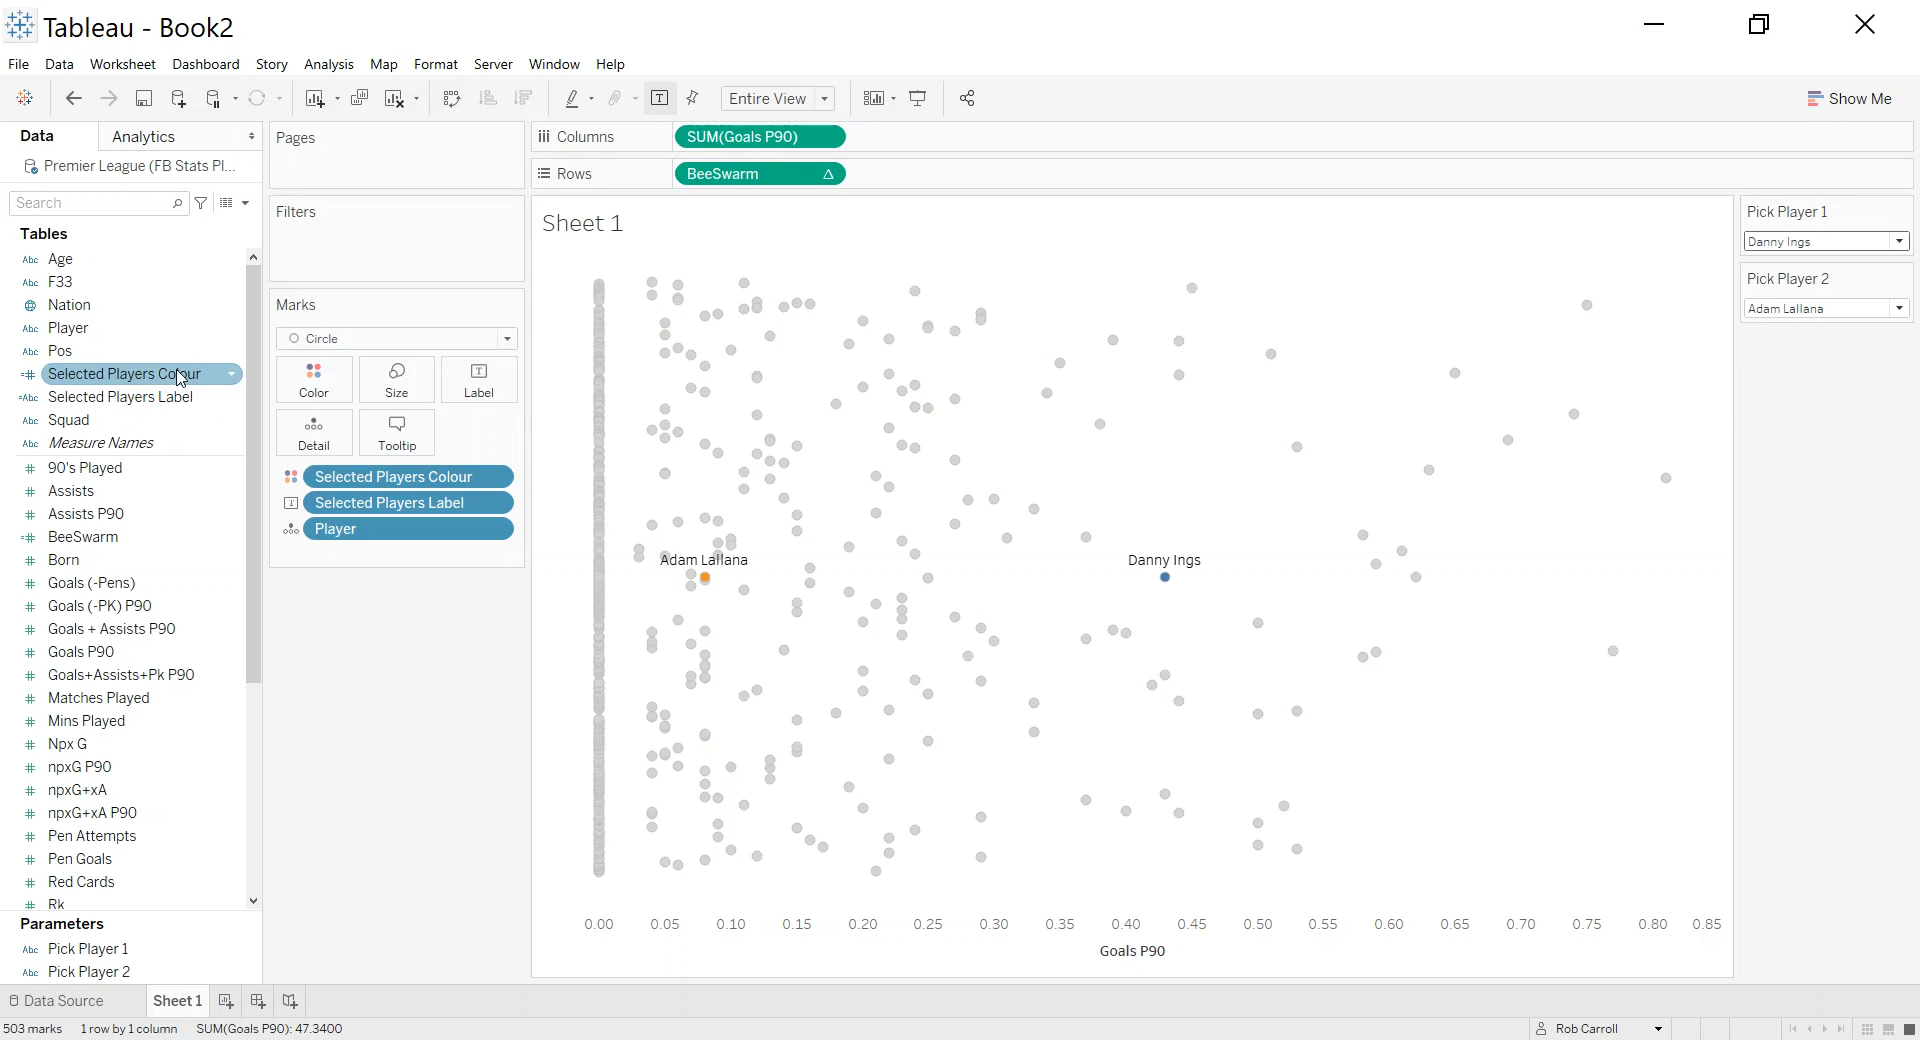 Tableau - Book2
File Data Worksheet Dashboard Story Analysis Map Format Server Window Help
Entire View
Show Me
Data Analytics
Premier League (FB Stats Pl...
Search
Tables
Abc Age
Abc F33
Nation
Abc Player
Abc Pos
=# Selected Players Colour
=Abc Selected Players Label
Abc Squad
Abc Measure Names
# 90's Played
# Assists
# Assists P90
=# BeeSwarm
# Born
# Goals (-Pens)
# Goals (-PK) P90
# Goals + Assists P90
# Goals P90
# Goals+Assists+Pk P90
# Matches Played
# Mins Played
# Npx G
# npxG P90
# npxG+xA
# npxG+xA P90
# Pen Attempts
# Pen Goals
# Red Cards
# Rk
Parameters
Abc Pick Player 1
Abc Pick Player 2
Pages
Filters
Marks
Circle
Color Size Label
Detail Tooltip
Selected Players Colour
Selected Players Label
Player
Columns SUM(Goals P90)
Rows BeeSwarm
Sheet 1
Adam Lallana
Danny Ings
0.00 0.05 0.10 0.15 0.20 0.25 0.30 0.35 0.40 0.45 0.50 0.55 0.60 0.65 0.70 0.75 0.80 0.85
Goals P90
Pick Player 1
Danny Ings
Pick Player 2
Adam Lallana
Data Source Sheet 1
503 marks 1 row by 1 column SUM(Goals P90): 47.3400
Rob Carroll